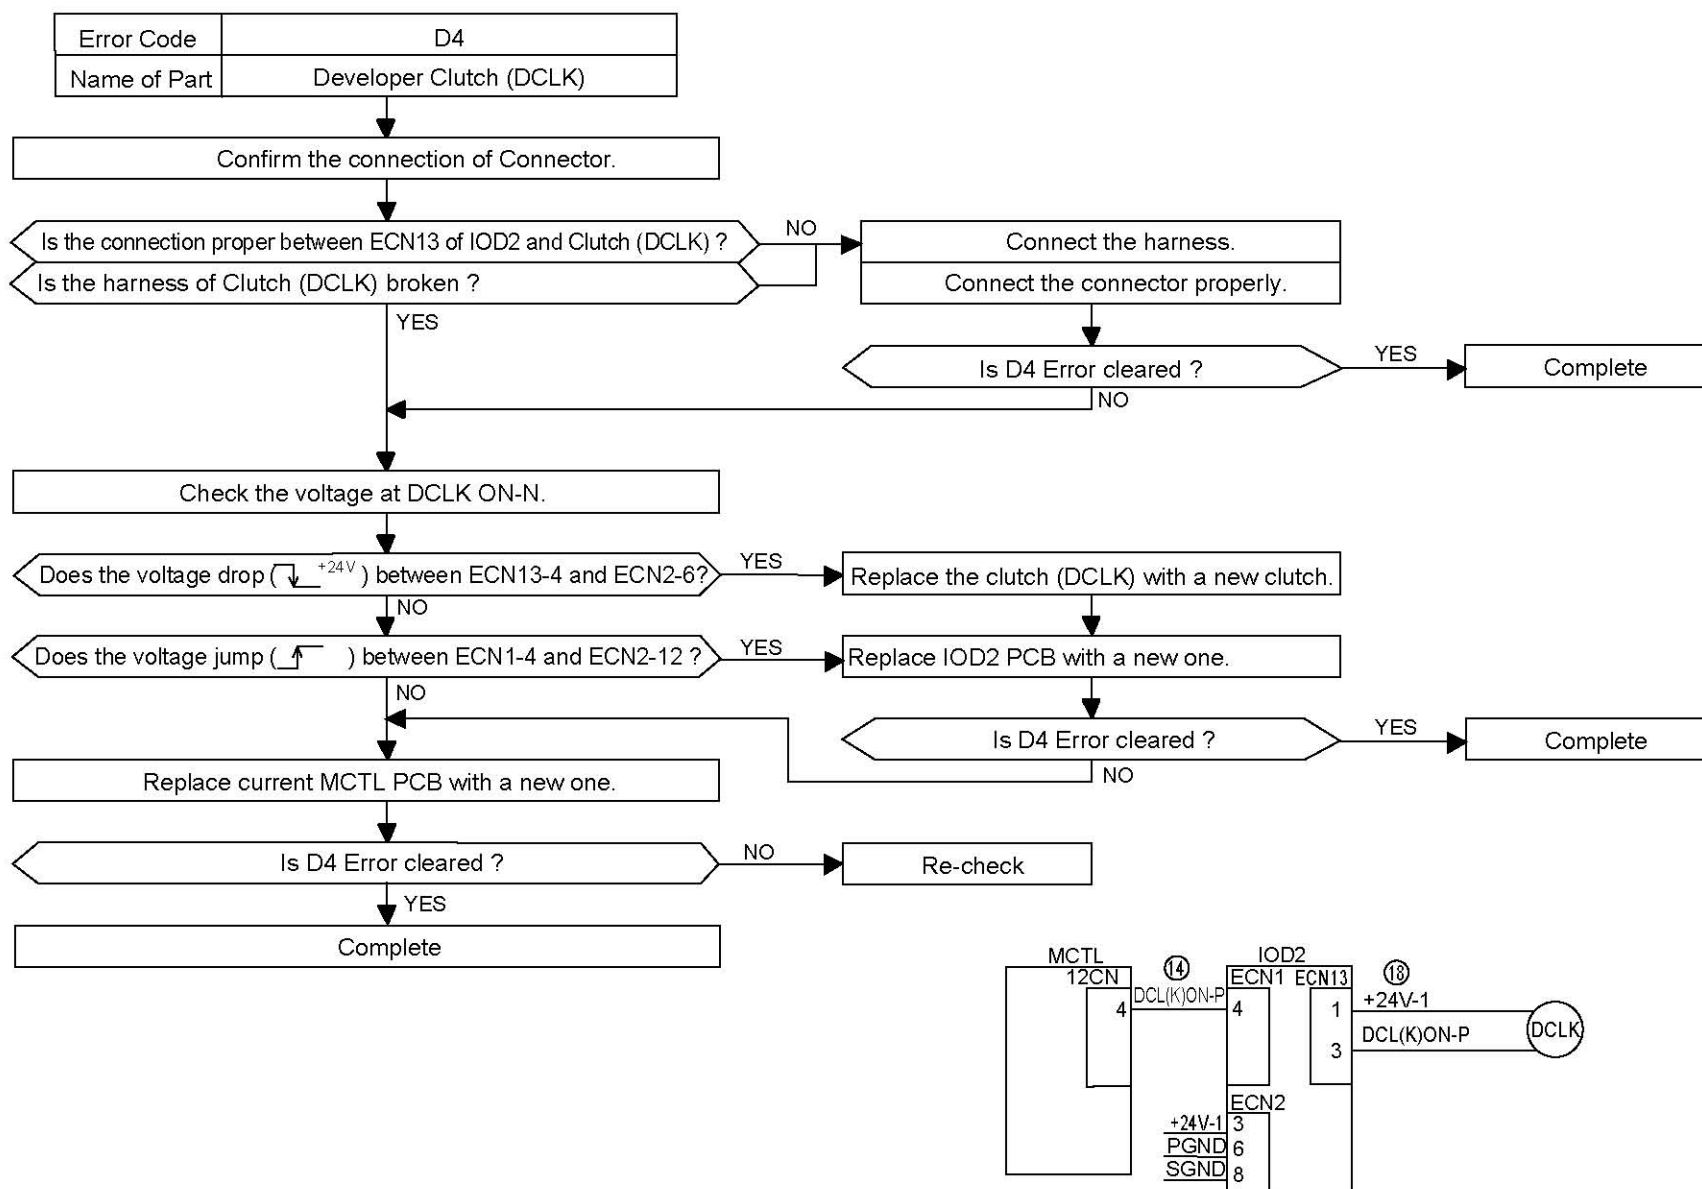 Error Code D4
Name of Part Developer Clutch (DCLK)
Confirm the connection of Connector.
Is the connection proper between ECN13 of IOD2 and Clutch (DCLK) ?
NO
Connect the harness.
Is the harness of Clutch (DCLK) broken ?
Connect the connector properly.
YES
Is D4 Error cleared ?
YES
Complete
NO
Check the voltage at DCLK ON-N.
Does the voltage drop ( +24V ) between ECN13-4 and ECN2-6?
YES
Replace the clutch (DCLK) with a new clutch.
NO
Does the voltage jump ( ) between ECN1-4 and ECN2-12 ?
YES
Replace IOD2 PCB with a new one.
NO
Is D4 Error cleared ?
YES
Complete
NO
Replace current MCTL PCB with a new one.
Is D4 Error cleared ?
NO
Re-check
YES
Complete
MCTL
12CN
4
14
DCL(K)ON-P
IOD2
ECN1
4
ECN13
1
3
18
+24V-1
DCL(K)ON-P
DCLK
ECN2
+24V-1 3
PGND 6
SGND 8